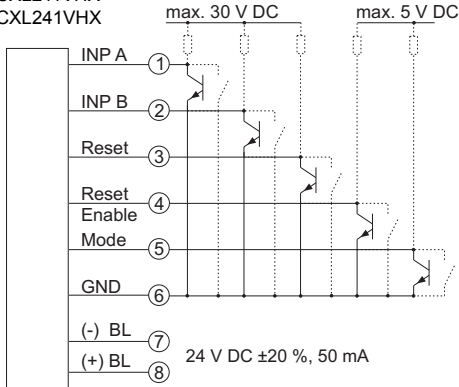 CXL241VHX
max. 30 V DC
max. 5 V DC
INP A
1
INP B
2
Reset
3
Reset
Enable
4
Mode
5
GND
6
(-) BL
7
(+) BL
8
24 V DC ±20 %, 50 mA